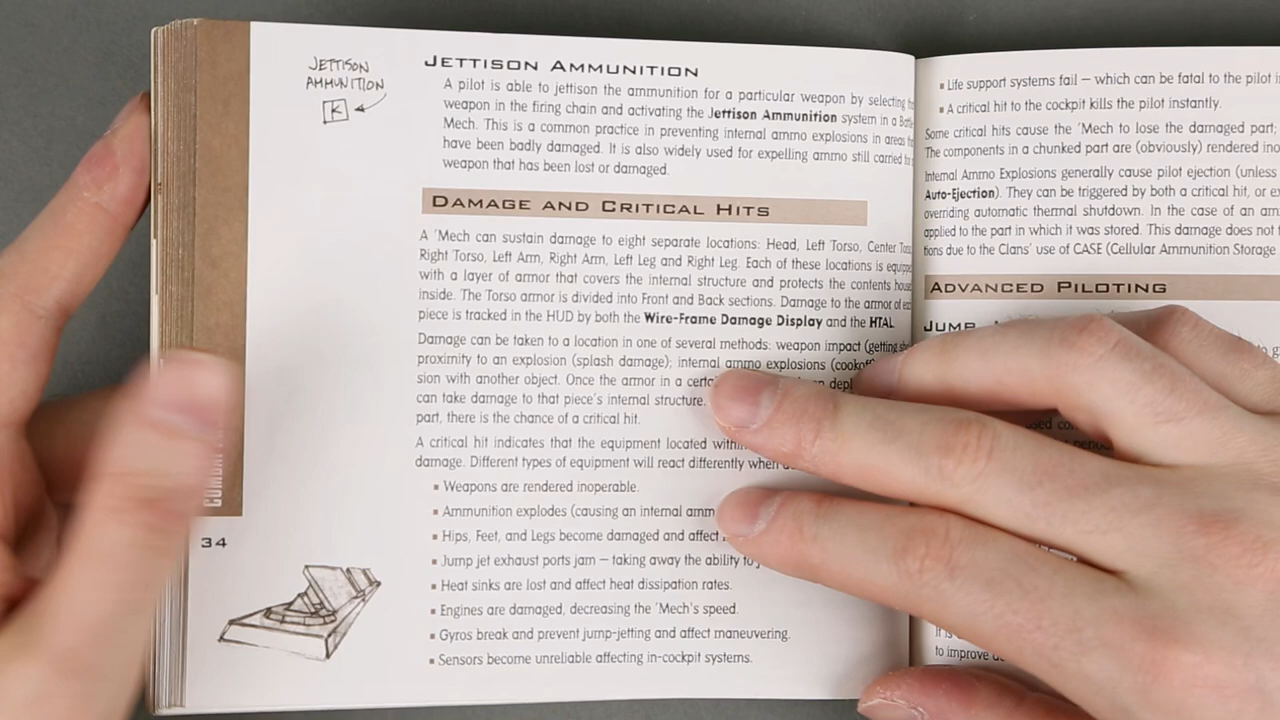 JETTISON
AMMUNITION
K
JETTISON AMMUNITION
A pilot is able to jettison the ammunition for a particular weapon by selecting
weapon in the firing chain and activating the Jettison Ammunition system in a
Mech. This is a common practice in preventing internal ammo explosions in areas
have been badly damaged. It is also widely used for expelling ammo still carried
weapon that has been lost or damaged.
DAMAGE AND CRITICAL HITS
A 'Mech can sustain damage to eight separate locations: Head, Left Torso, Center
Right Torso, Left Arm, Right Arm, Left Leg and Right Leg. Each of these locations is
with a layer of armor that covers the internal structure and protects the contents
inside. The Torso armor is divided into Front and Back sections. Damage to the armor of
piece is tracked in the HUD by both the Wire-Frame Damage Display and the HTAL
Damage can be taken to a location in one of several methods: weapon impact (getting
proximity to an explosion (splash damage); internal ammo explosions
sion with another object. Once the armor in a
can take damage to that piece's internal structure.
part, there is the chance of a critical hit.
A critical hit indicates that the equipment located
damage. Different types of equipment will react differently when
▪ Weapons are rendered inoperable.
▪ Ammunition explodes (causing an internal
▪ Hips, Feet, and Legs become damaged and affect
▪ Jump jet exhaust ports jam — taking away the ability
▪ Heat sinks are lost and affect heat dissipation rates.
▪ Engines are damaged, decreasing the 'Mech's speed.
▪ Gyros break and prevent jump-jetting and affect maneuvering.
▪ Sensors become unreliable affecting in-cockpit systems.
34
▪ Life support systems fail — which can be fatal to the pilot
▪ A critical hit to the cockpit kills the pilot instantly.
Some critical hits cause the 'Mech to lose the damaged part,
The components in a chunked part are (obviously) rendered
Internal Ammo Explosions generally cause pilot ejection (unless
Auto-Ejection). They can be triggered by both a critical hit, or
overriding automatic thermal shutdown. In the case of an
applied to the part in which it was stored. This damage does not
tions due to the Clans' use of CASE (Cellular Ammunition Storage
ADVANCED PILOTING
JUMP
to improve